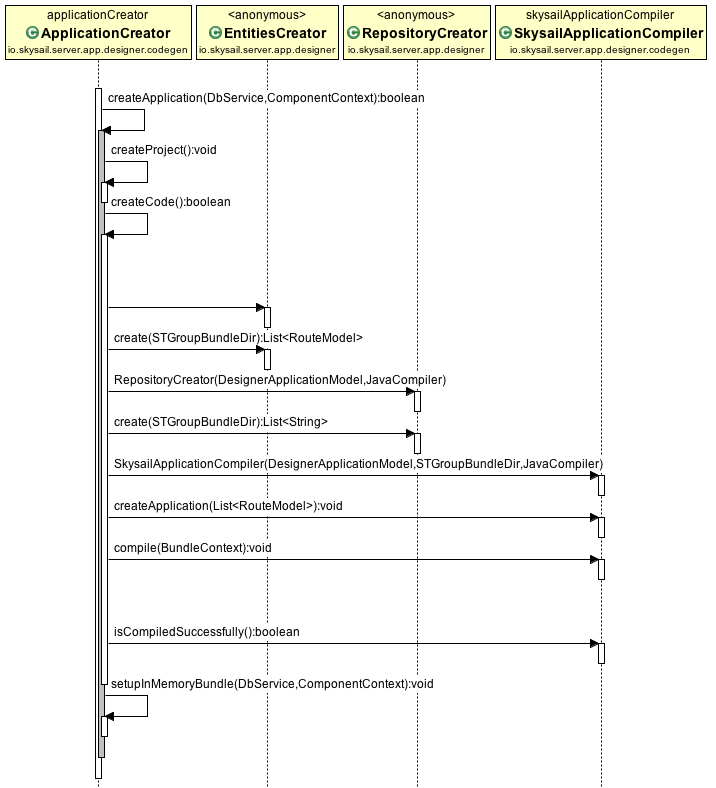 applicationCreator
ApplicationCreator
io.skysail.server.app.designer.codegen
<anonymous>
EntitiesCreator
io.skysail.server.app.designer
<anonymous>
RepositoryCreator
io.skysail.server.app.designer
skysailApplicationCompiler
SkysailApplicationCompiler
io.skysail.server.app.designer.codegen
createApplication(DbService,ComponentContext):boolean
createProject():void
createCode():boolean
create(STGroupBundleDir):List<RouteModel>
RepositoryCreator(DesignerApplicationModel,JavaCompiler)
create(STGroupBundleDir):List<String>
SkysailApplicationCompiler(DesignerApplicationModel,STGroupBundleDir,JavaCompiler)
createApplication(List<RouteModel>):void
compile(BundleContext):void
isCompiledSuccessfully():boolean
setupInMemoryBundle(DbService,ComponentContext):void